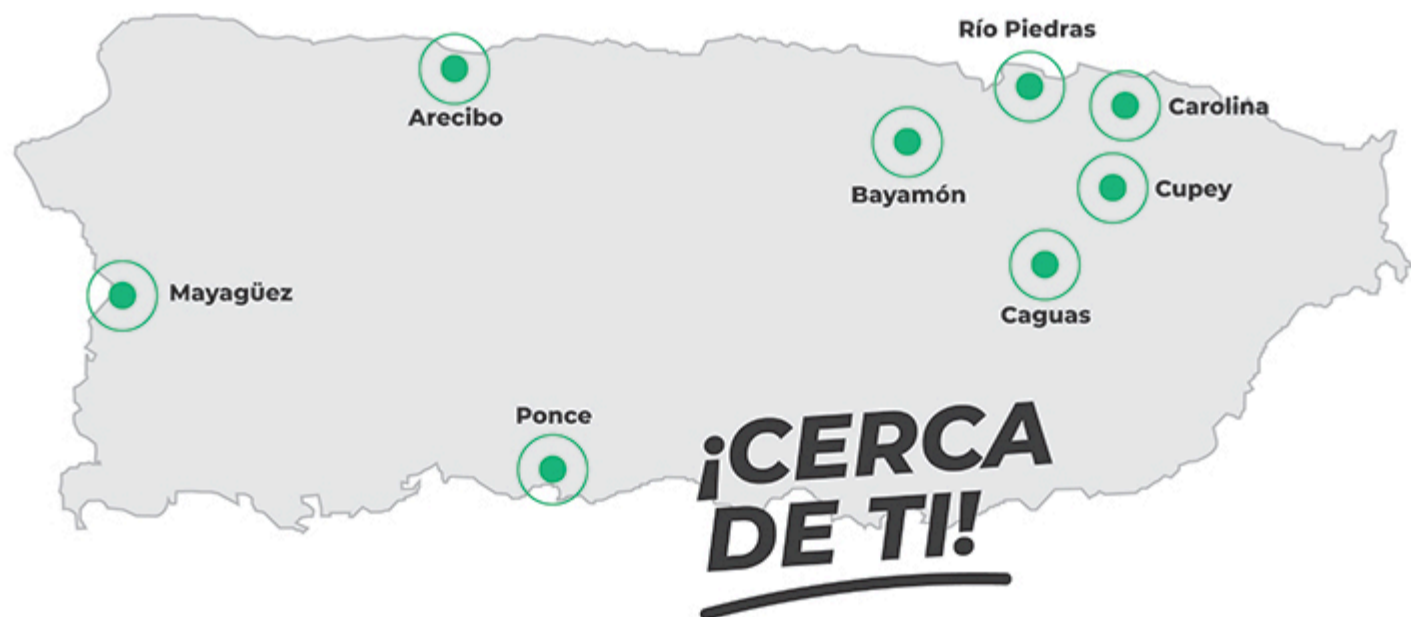 Río Piedras
Arecibo
Carolina
Bayamón
Cupey
Mayagüez
Caguas
Ponce
¡CERCA
DE TI!